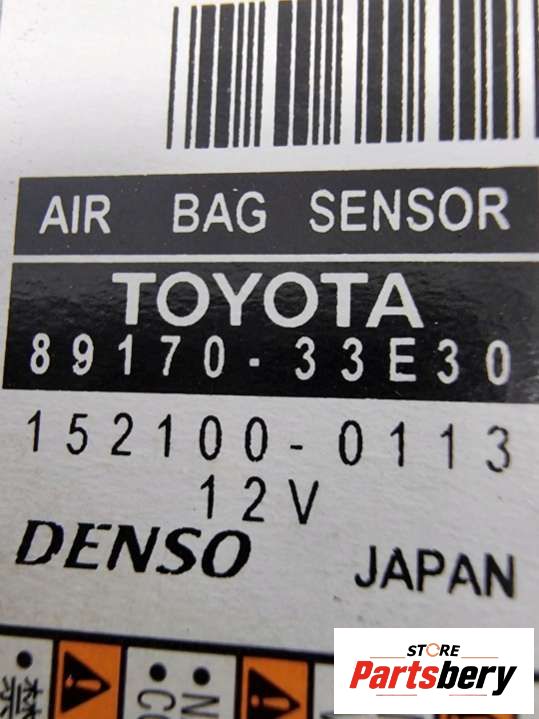 AIR BAG SENSOR
TOYOTA
89170-33E30
152100-0113
12V
DENSO JAPAN
STORE
Partsbery